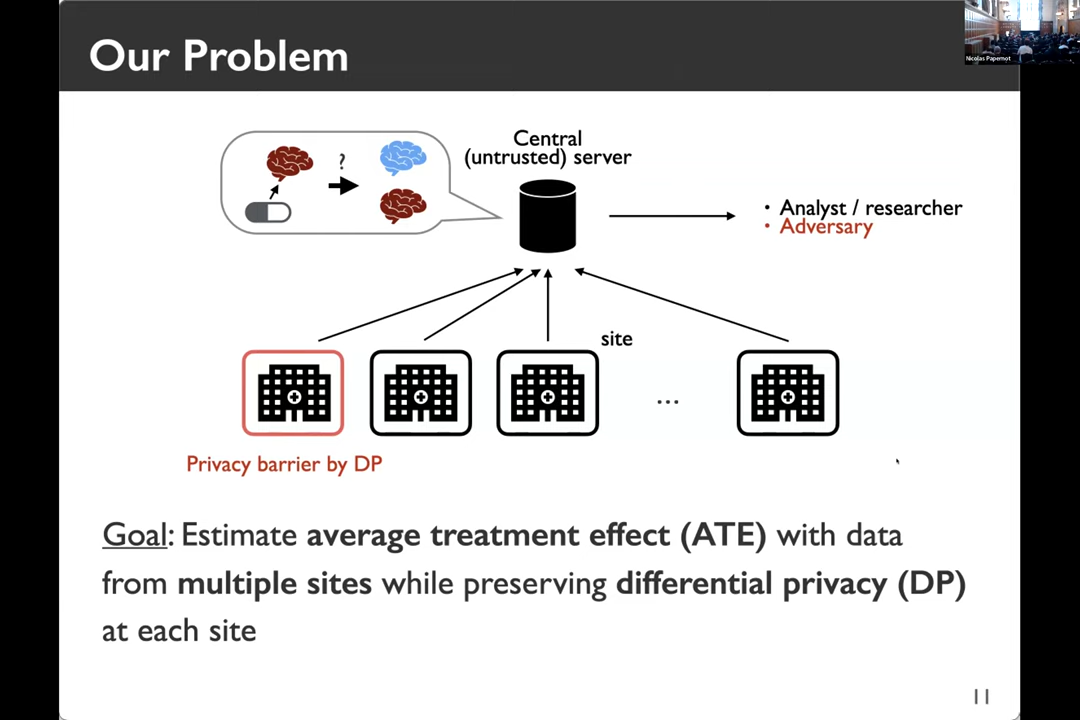 Our Problem
Nicolas Papernot
Central
(untrusted) server
?
• Analyst / researcher
• Adversary
site
...
Privacy barrier by DP
Goal: Estimate average treatment effect (ATE) with data
from multiple sites while preserving differential privacy (DP)
at each site
11